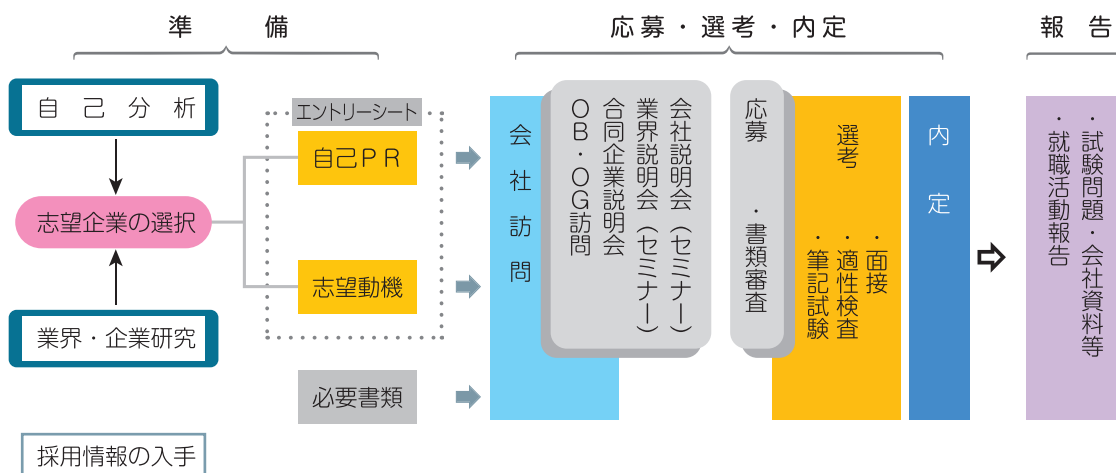 準備
応募・選考・内定
報告
自己分析
志望企業の選択
業界・企業研究
採用情報の入手
エントリーシート
自己PR
志望動機
必要書類
会社訪問
会社説明会（セミナー）
業界説明会（セミナー）
合同企業説明会
OB・OG訪問
応募
・書類審査
選考
・面接
・適性検査
・筆記試験
内定
・試験問題・会社資料等
・就職活動報告